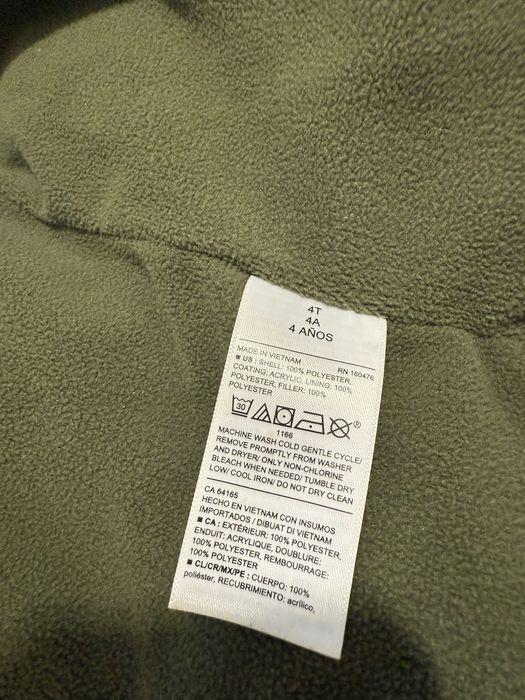 4T
4A
4 AÑOS
MADE IN VIETNAM RN 160476
■ US : SHELL: 100% POLYESTER,
COATING: ACRYLIC, LINING: 100%
POLYESTER, FILLER: 100%
POLYESTER
30 ®
1166
MACHINE WASH COLD GENTLE CYCLE/
REMOVE PROMPTLY FROM WASHER
AND DRYER/ ONLY NON-CHLORINE
BLEACH WHEN NEEDED/ TUMBLE DRY
LOW/ COOL IRON/ DO NOT DRY CLEAN
CA 64165
HECHO EN VIETNAM CON INSUMOS
IMPORTADOS / DIBUAT DI VIETNAM
■ CA : EXTÉRIEUR: 100% POLYESTER,
ENDUIT: ACRYLIQUE, DOUBLURE:
100% POLYESTER, REMBOURRAGE:
100% POLYESTER
■ CL/CR/MX/PE : CUERPO: 100%
poliéster, RECUBRIMIENTO: acrílico,